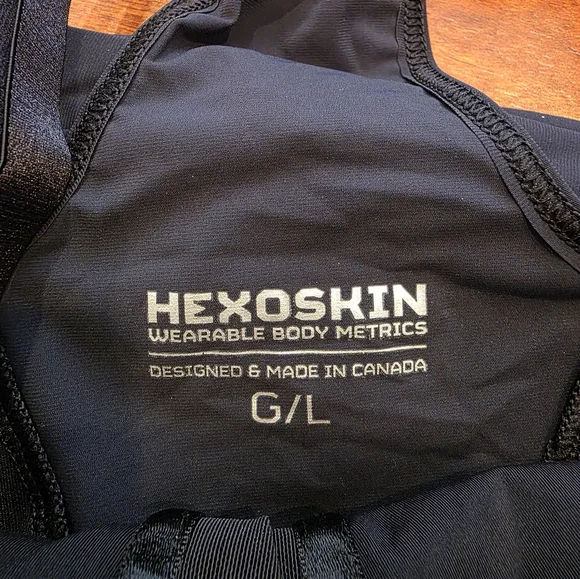 HEXOSKIN
WEARABLE BODY METRICS
DESIGNED & MADE IN CANADA
G/L